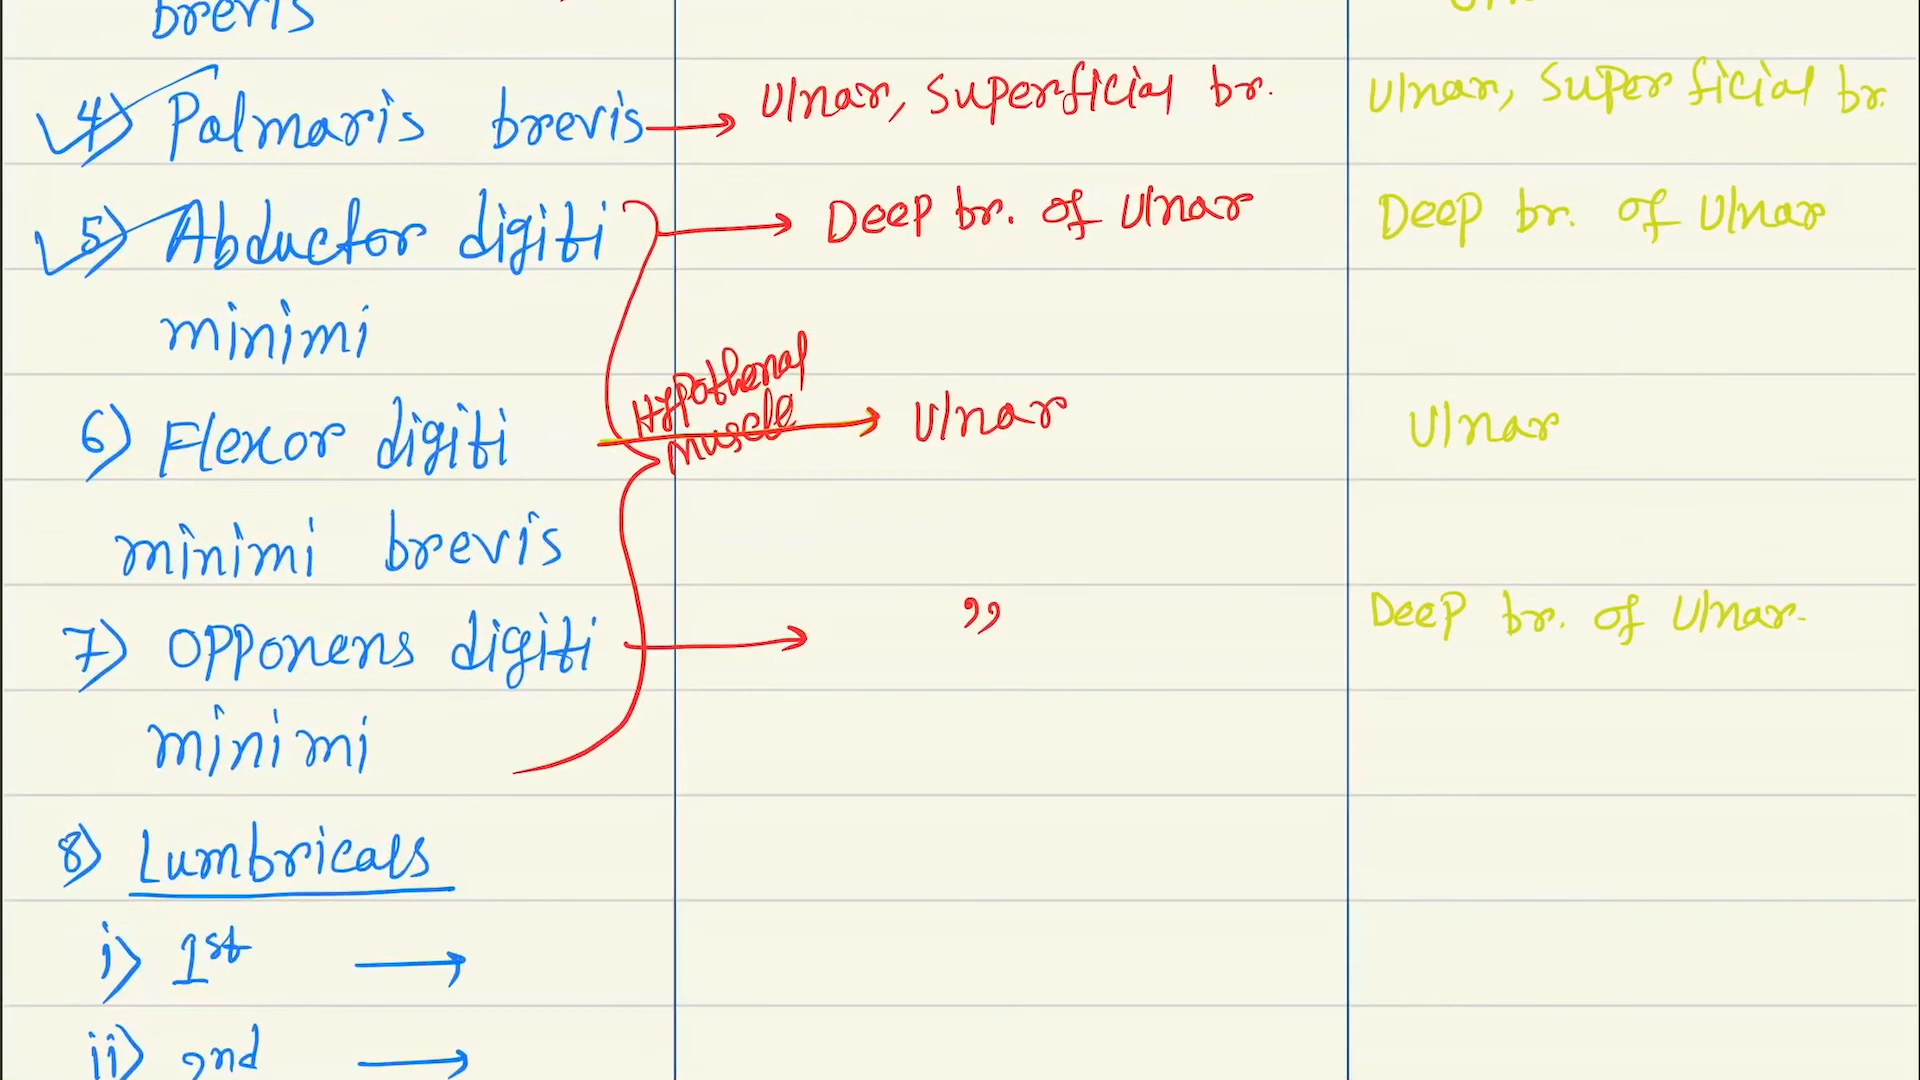 brevis
4) Palmaris brevis → Ulnar, Superficial br. Ulnar, Superficial br.
5) Abductor digiti → Deep br. of Ulnar Deep br. of Ulnar
minimi
Hypothenal
muscle
6) Flexor digiti → Ulnar Ulnar
minimi brevis
7) Opponens digiti → ,, Deep br. of Ulnar.
minimi
8) Lumbricals
i) 1st →
ii) 2nd →